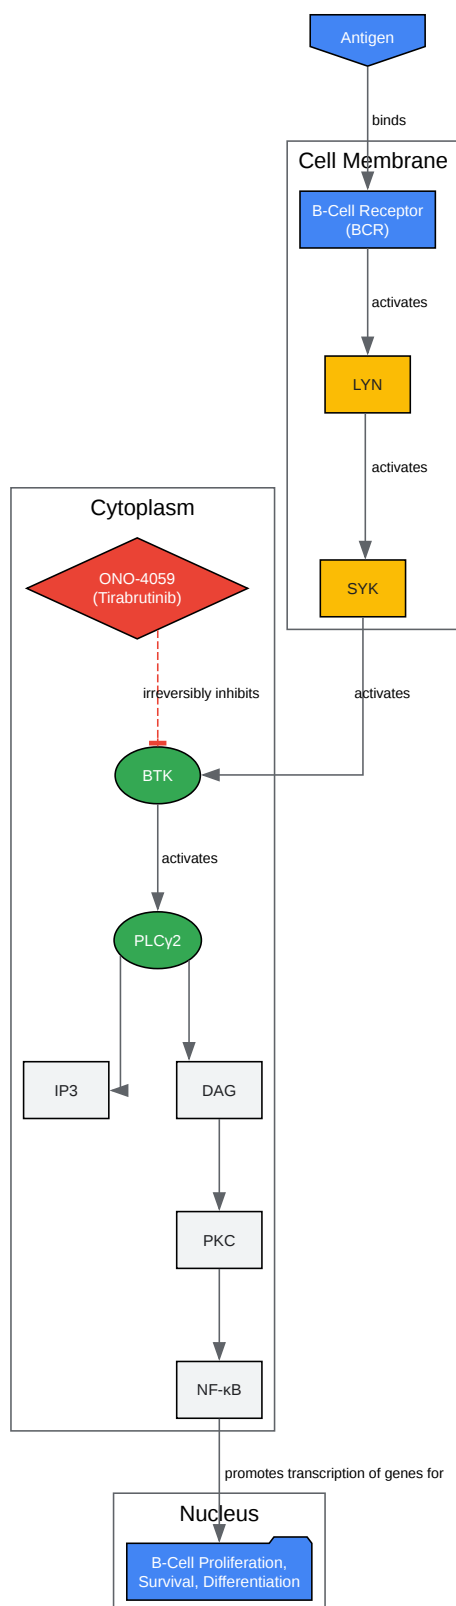 Antigen
binds
Cell Membrane
B-Cell Receptor
(BCR)
activates
LYN
activates
SYK
activates
Cytoplasm
ONO-4059
(Tirabrutinib)
irreversibly inhibits
BTK
activates
PLCγ2
IP3
DAG
PKC
NF-κB
promotes transcription of genes for
Nucleus
B-Cell Proliferation,
Survival, Differentiation